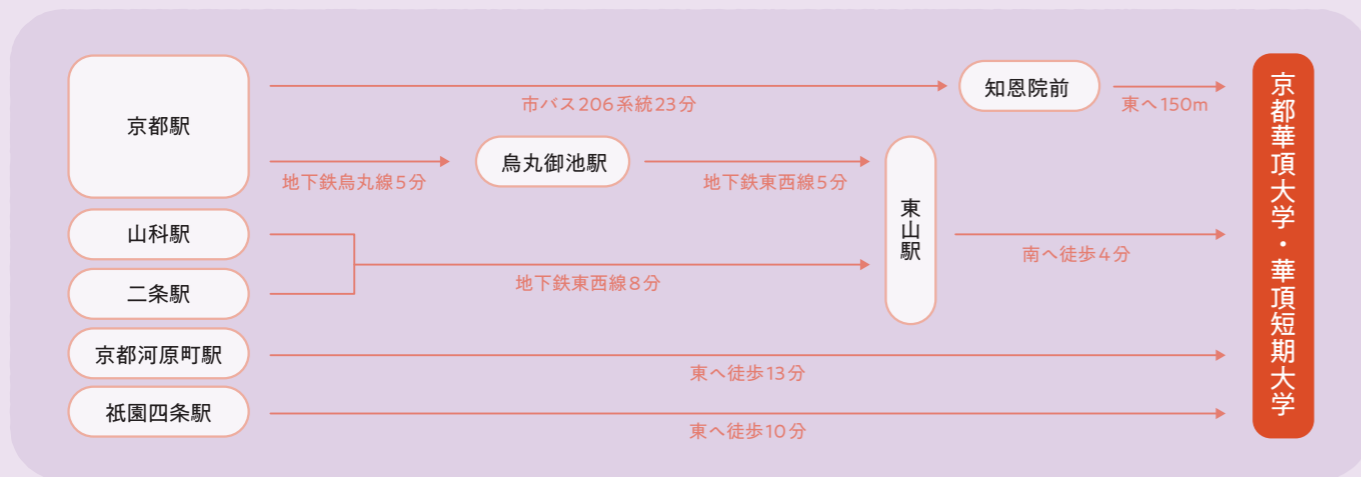 京都駅
市バス206系統23分
知恩院前
東へ150m
地下鉄烏丸線5分
烏丸御池駅
地下鉄東西線5分
東山駅
南へ徒歩4分
山科駅
二条駅
地下鉄東西線8分
京都河原町駅
東へ徒歩13分
祇園四条駅
東へ徒歩10分
京都華頂大学・華頂短期大学